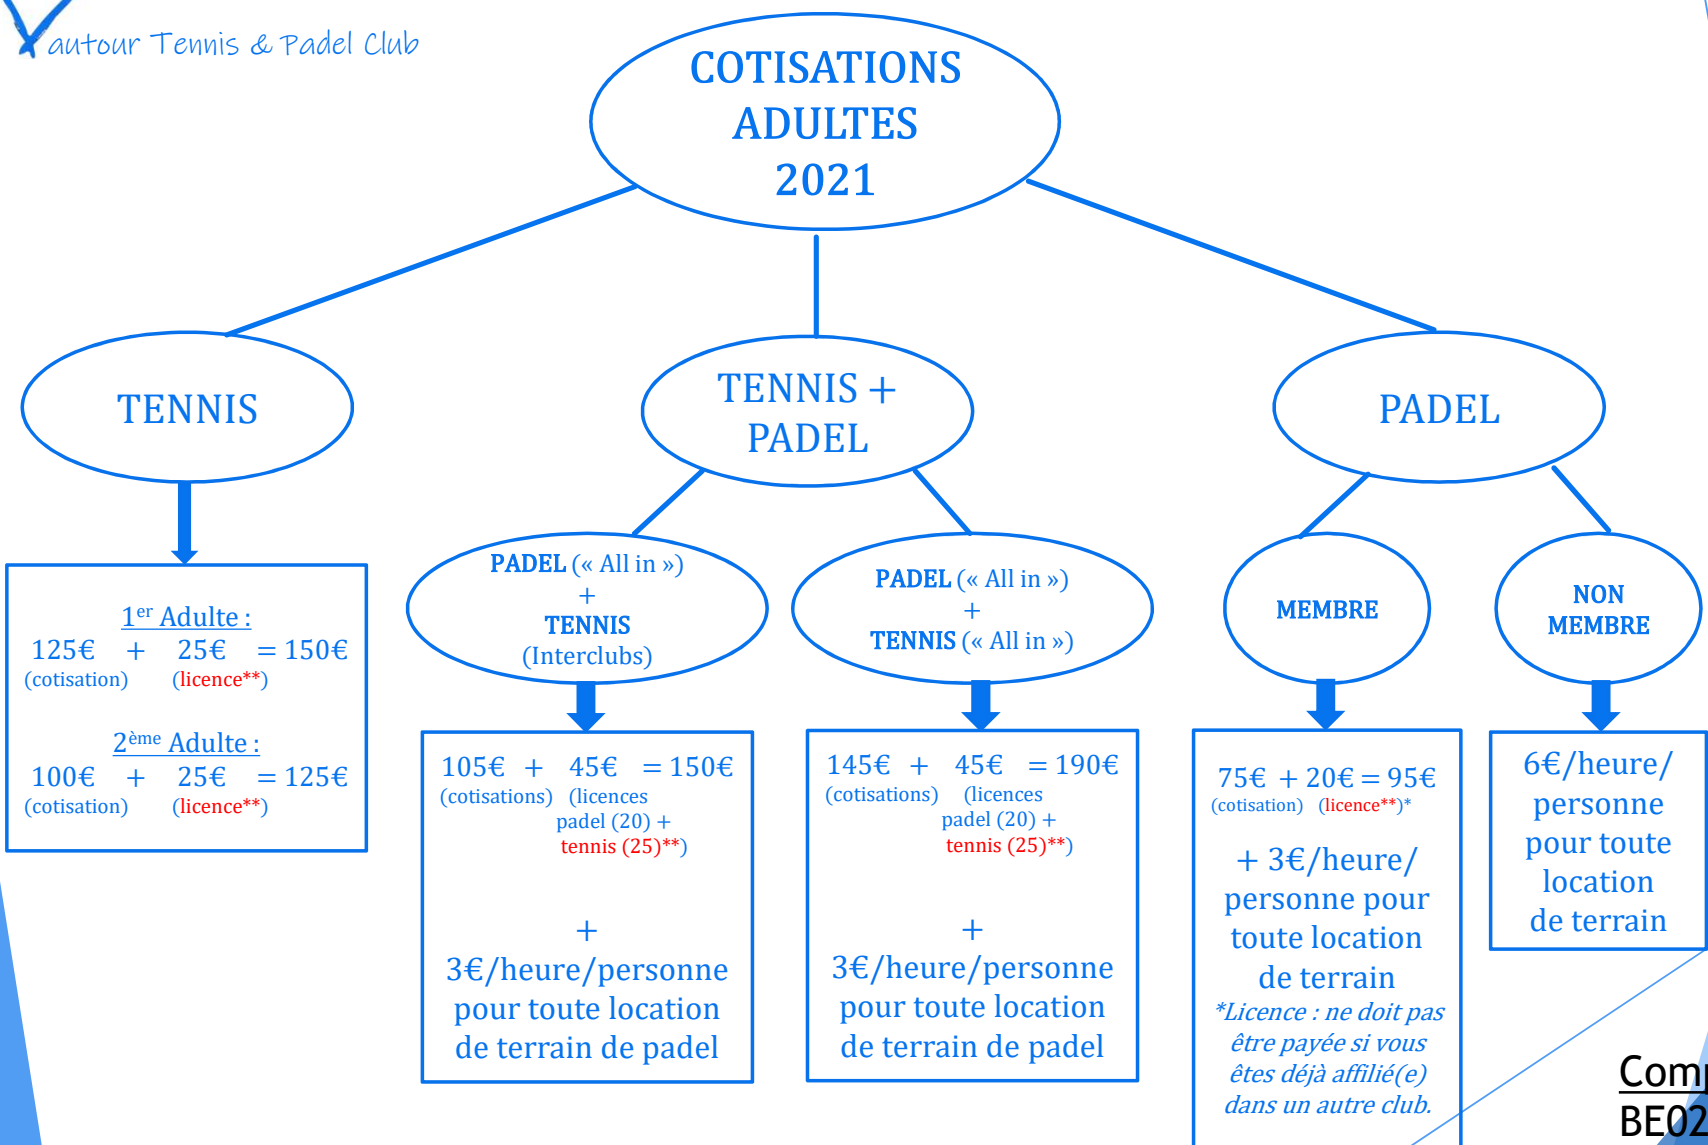 autour Tennis & Padel Club
COTISATIONS
ADULTES
2021
TENNIS
TENNIS +
PADEL
PADEL
1er Adulte :
125€ + 25€ = 150€
(cotisation) (licence**)
2ème Adulte :
100€ + 25€ = 125€
(cotisation) (licence**)
PADEL (« All in »)
+
TENNIS
(Interclubs)
105€ + 45€ = 150€
(cotisations) (licences
padel (20) +
tennis (25)**)
+
3€/heure/personne
pour toute location
de terrain de padel
PADEL (« All in »)
+
TENNIS (« All in »)
145€ + 45€ = 190€
(cotisations) (licences
padel (20) +
tennis (25)**)
+
3€/heure/personne
pour toute location
de terrain de padel
MEMBRE
75€ + 20€ = 95€
(cotisation) (licence**)*
+ 3€/heure/
personne pour
toute location
de terrain
*Licence : ne doit pas
être payée si vous
êtes déjà affilié(e)
dans un autre club.
NON
MEMBRE
6€/heure/
personne
pour toute
location
de terrain
BE02